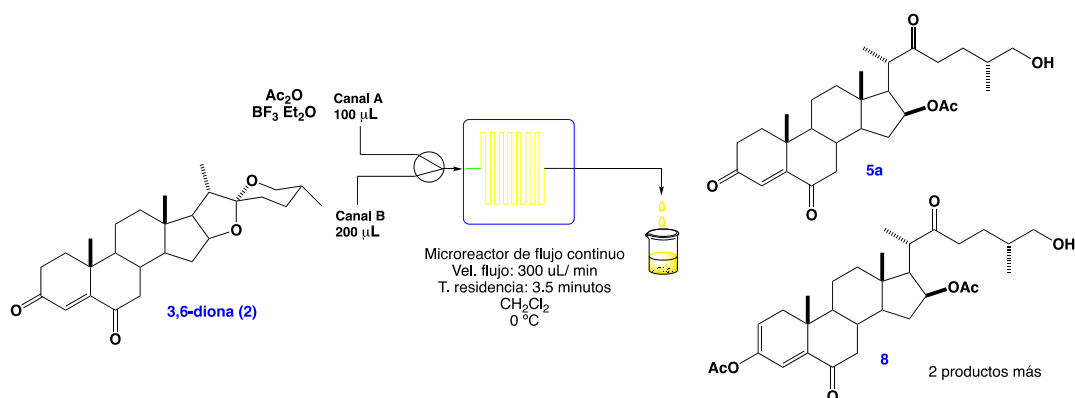 Ac2O
BF3 Et2O
Canal A
100 μL
Canal B
200 μL
O
O
O
O
3,6-diona (2)
Microreactor de flujo continuo
Vel. flujo: 300 uL/ min
T. residencia: 3.5 minutos
CH2Cl2
0 ºC
O
OH
OAc
5a
O
O
O
OH
OAc
8
AcO
O
2 productos más